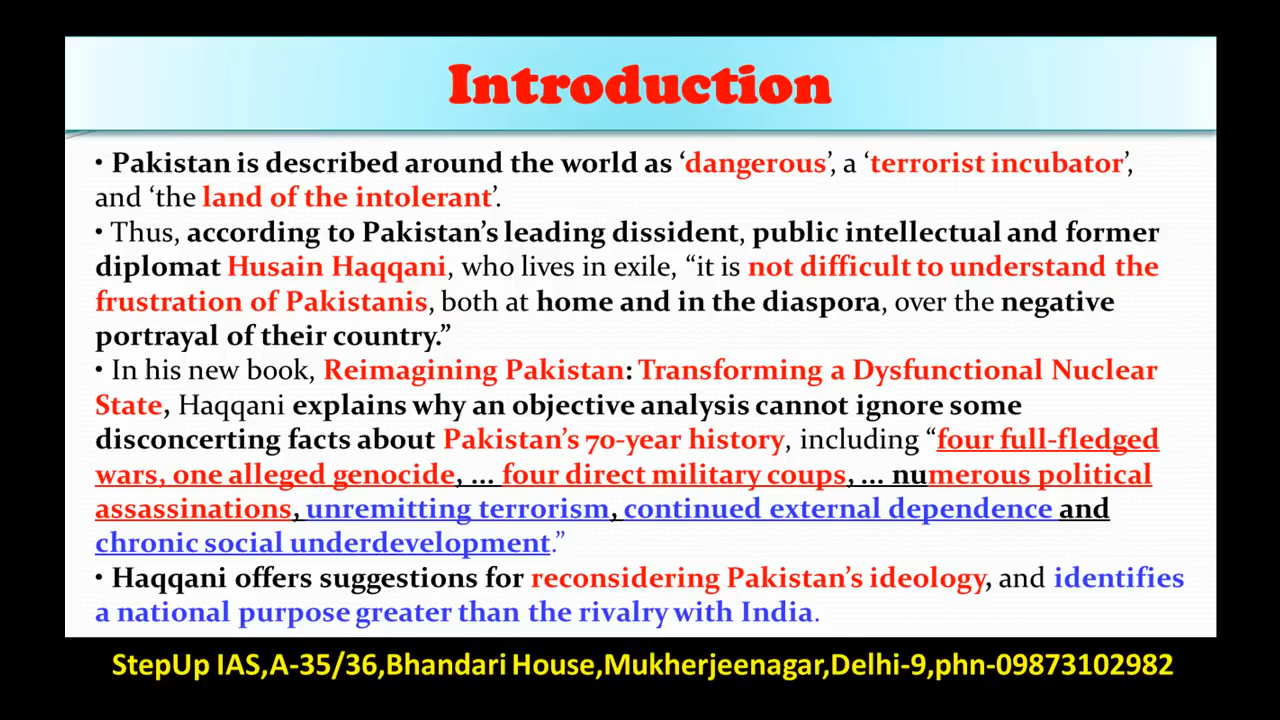 Introduction
• Pakistan is described around the world as ‘dangerous’, a ‘terrorist incubator’,
and ‘the land of the intolerant’.
• Thus, according to Pakistan’s leading dissident, public intellectual and former
diplomat Husain Haqqani, who lives in exile, “it is not difficult to understand the
frustration of Pakistanis, both at home and in the diaspora, over the negative
portrayal of their country.”
• In his new book, Reimagining Pakistan: Transforming a Dysfunctional Nuclear
State, Haqqani explains why an objective analysis cannot ignore some
disconcerting facts about Pakistan’s 70-year history, including “four full-fledged
wars, one alleged genocide, ... four direct military coups, ... numerous political
assassinations, unremitting terrorism, continued external dependence and
chronic social underdevelopment.”
• Haqqani offers suggestions for reconsidering Pakistan’s ideology, and identifies
a national purpose greater than the rivalry with India.
StepUp IAS,A-35/36,Bhandari House,Mukherjeenagar,Delhi-9,phn-09873102982